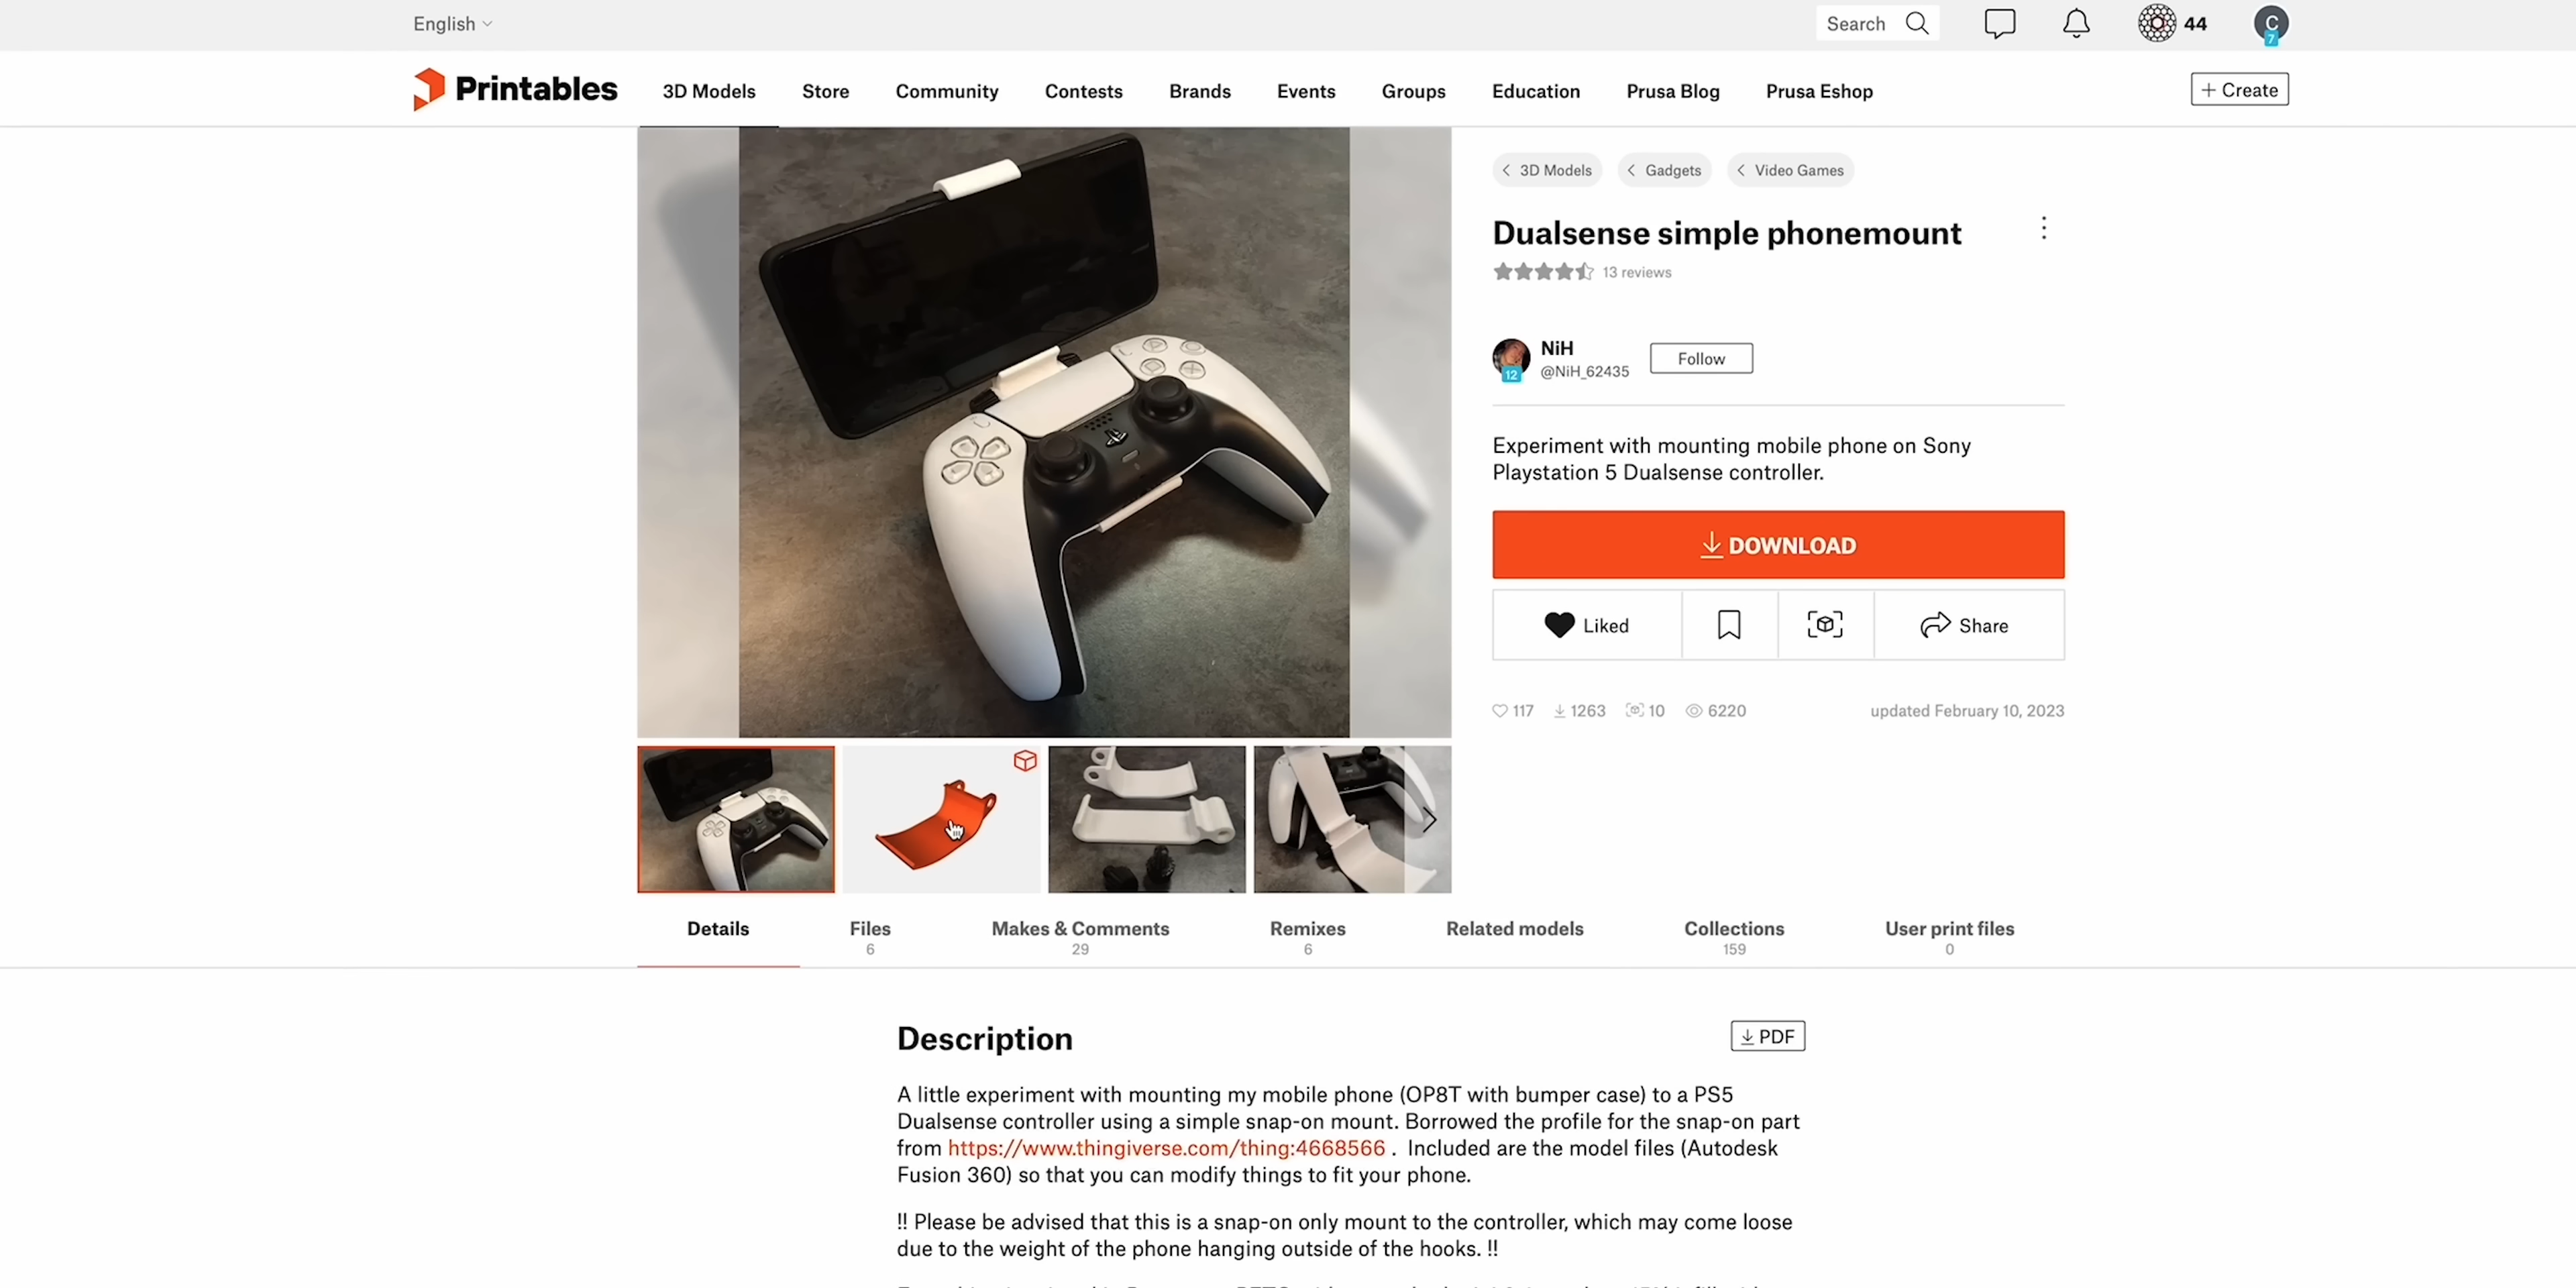 English
Search
44
C
7
Printables
3D Models
Store
Community
Contests
Brands
Events
Groups
Education
Prusa Blog
Prusa Eshop
+ Create
3D Models
Gadgets
Video Games
Dualsense simple phonemount
13 reviews
NiH
@NiH_62435
12
Follow
Experiment with mounting mobile phone on Sony
Playstation 5 Dualsense controller.
DOWNLOAD
Liked
Share
117
1263
10
6220
updated February 10, 2023
Details
Files
6
Makes & Comments
29
Remixes
6
Related models
Collections
159
User print files
0
Description
PDF
A little experiment with mounting my mobile phone (OP8T with bumper case) to a PS5
Dualsense controller using a simple snap-on mount. Borrowed the profile for the snap-on part
from https://www.thingiverse.com/thing:4668566 . Included are the model files (Autodesk
Fusion 360) so that you can modify things to fit your phone.
!! Please be advised that this is a snap-on only mount to the controller, which may come loose
due to the weight of the phone hanging outside of the hooks. !!